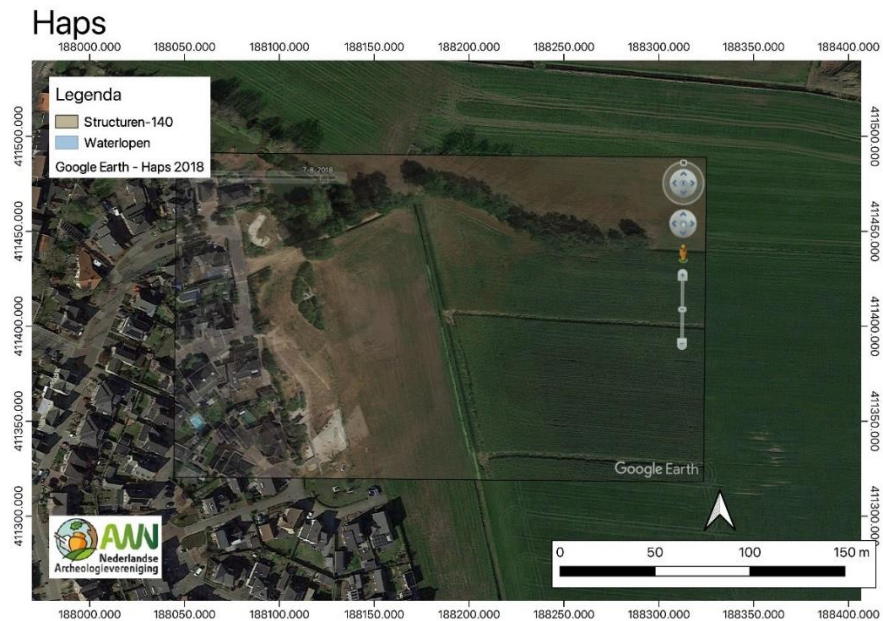 Haps
188000.000 188050.000 188100.000 188150.000 188200.000 188250.000 188300.000 188350.000 188400.000
Legenda
Structuren-140
Waterlopen
Google Earth - Haps 2018
7-8-2018
411500.000 411500.000
411450.000 411450.000
411400.000 411400.000
411350.000 411350.000
411300.000 411300.000
Google Earth
AWN
Nederlandse
Archeologievereniging
0 50 100 150 m
188000.000 188050.000 188100.000 188150.000 188200.000 188250.000 188300.000 188350.000 188400.000